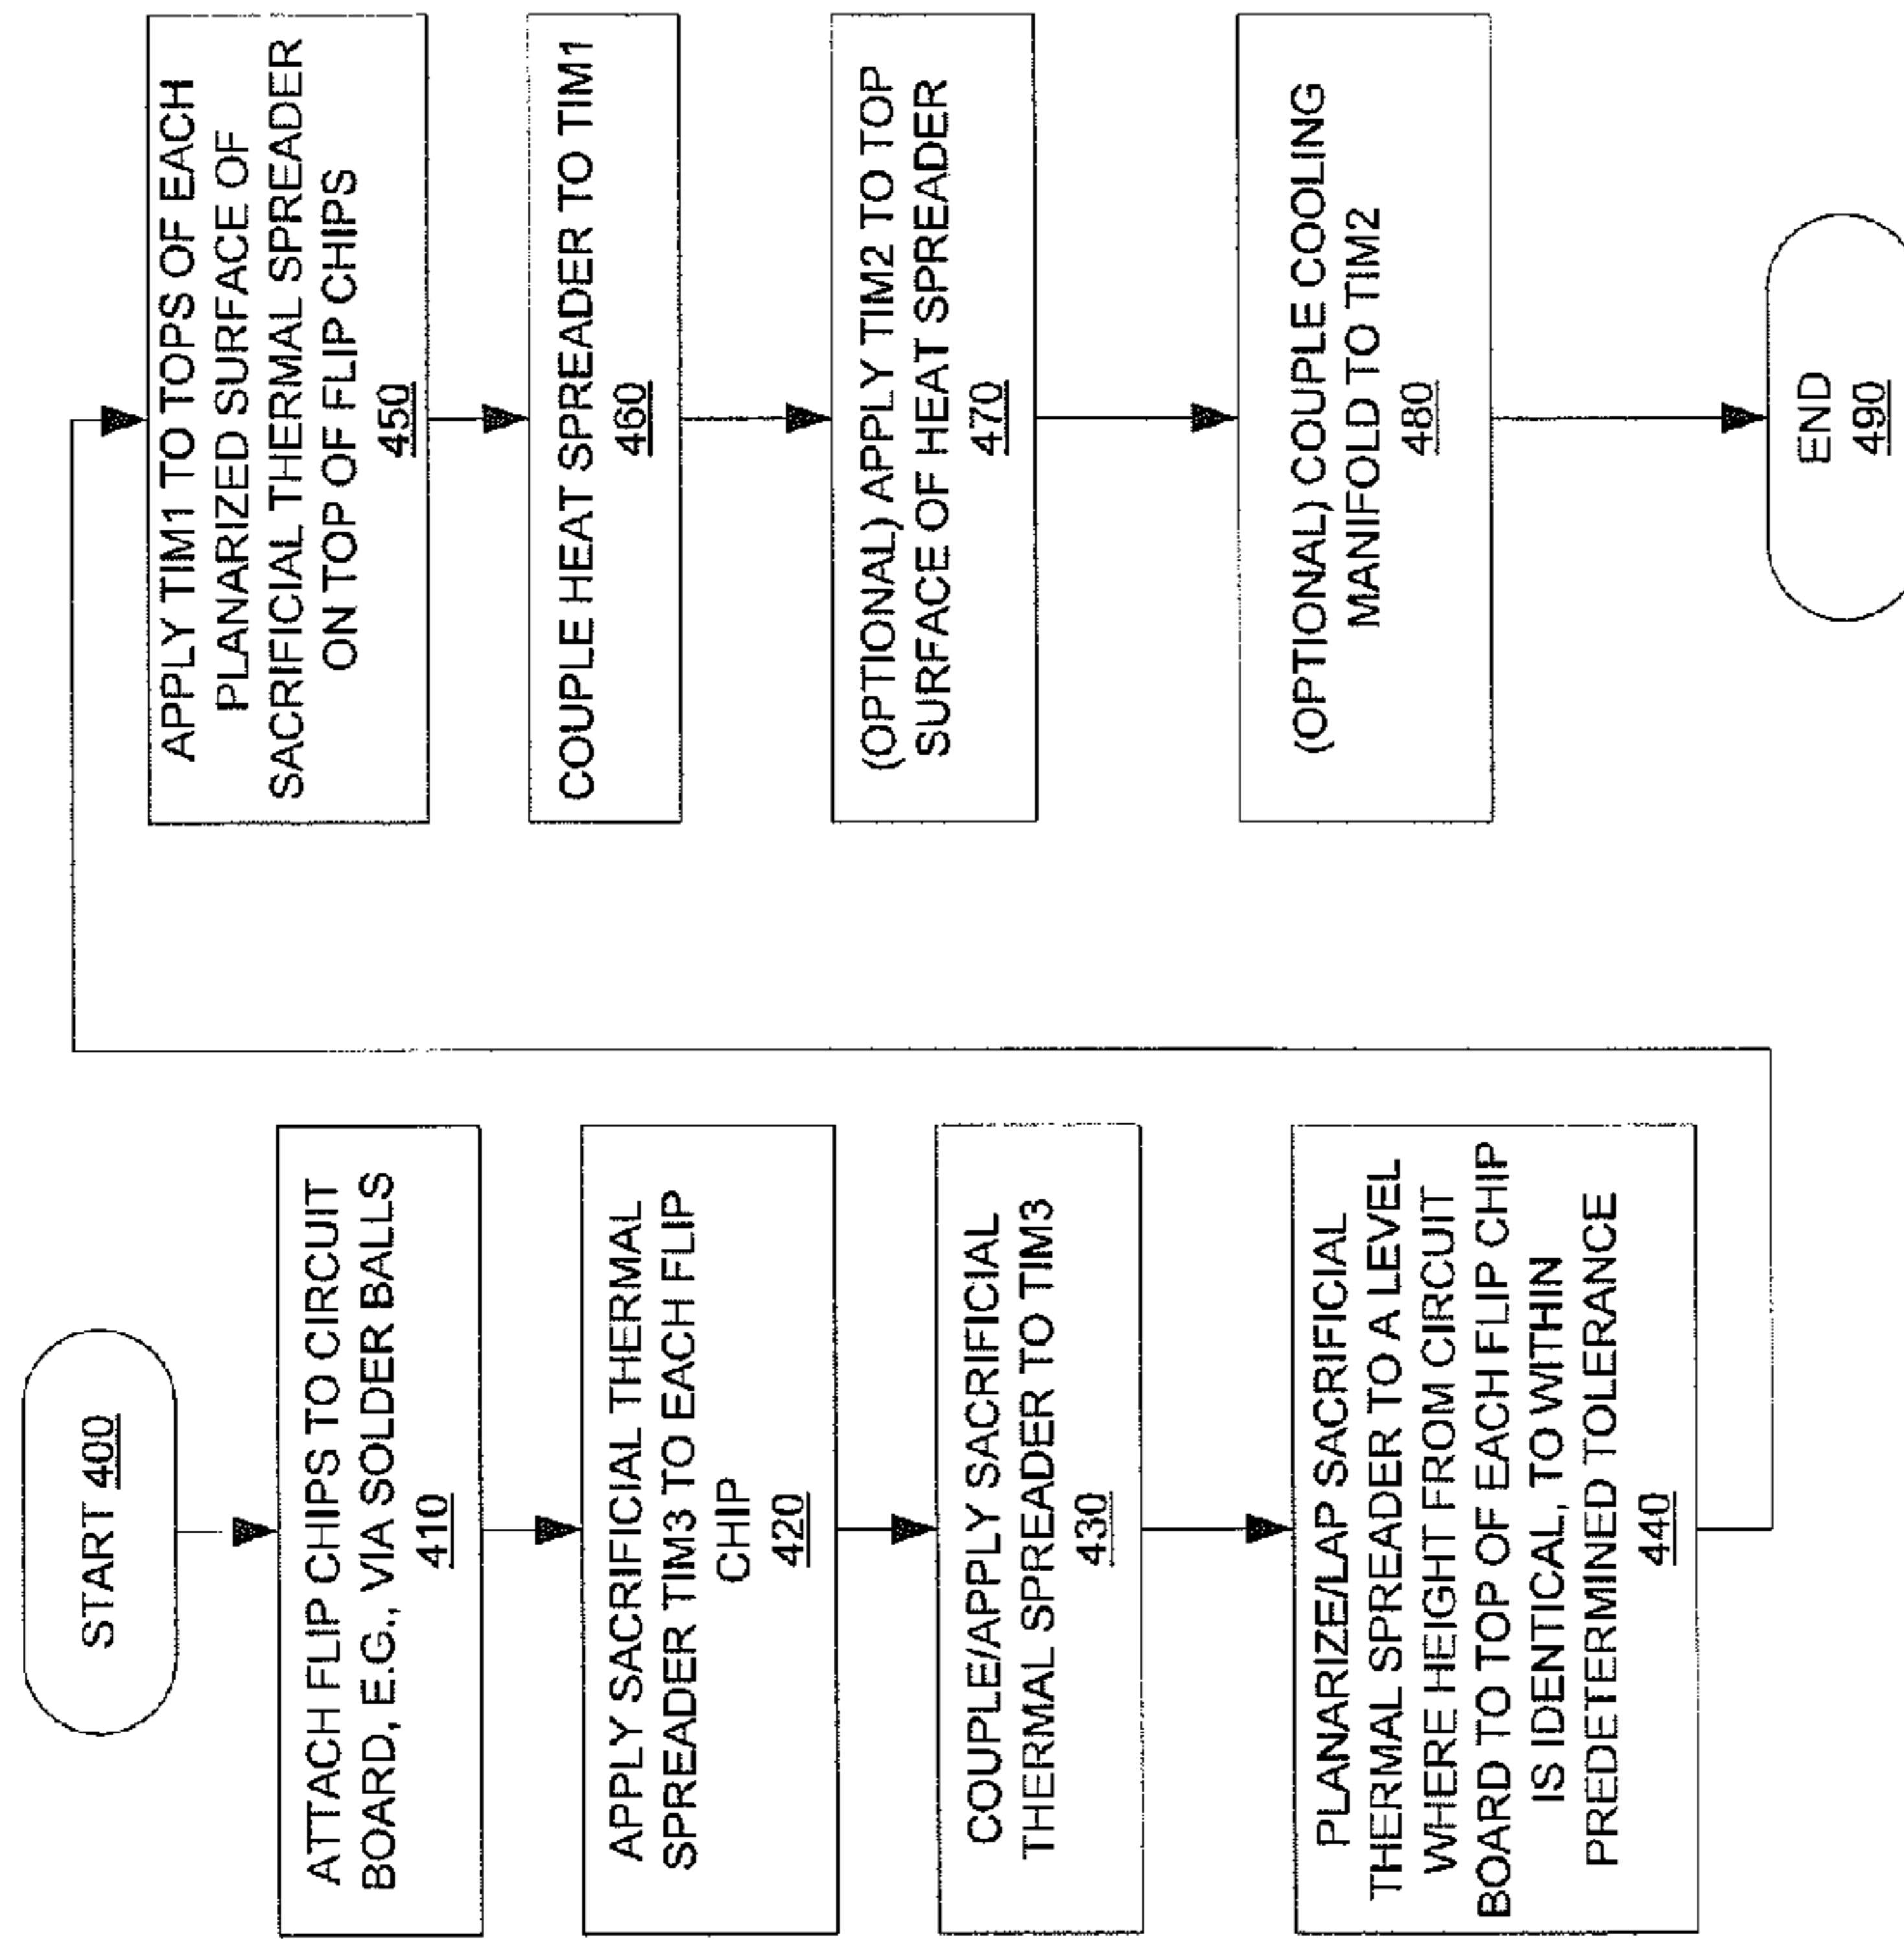 START 400
ATTACH FLIP CHIPS TO CIRCUIT
BOARD, E.G., VIA SOLDER BALLS
410
APPLY SACRIFICIAL THERMAL
SPREADER TIM3 TO EACH FLIP
CHIP
420
COUPLE/APPLY SACRIFICIAL
THERMAL SPREADER TO TIM3
430
PLANARIZE/LAP SACRIFICIAL
THERMAL SPREADER TO A LEVEL
WHERE HEIGHT FROM CIRCUIT
BOARD TO TOP OF EACH FLIP CHIP
IS IDENTICAL, TO WITHIN
PREDETERMINED TOLERANCE
440
APPLY TIM1 TO TOPS OF EACH
PLANARIZED SURFACE OF
SACRIFICIAL THERMAL SPREADER
ON TOP OF FLIP CHIPS
450
COUPLE HEAT SPREADER TO TIM1
460
(OPTIONAL) APPLY TIM2 TO TOP
SURFACE OF HEAT SPREADER
470
(OPTIONAL) COUPLE COOLING
MANIFOLD TO TIM2
480
END
490